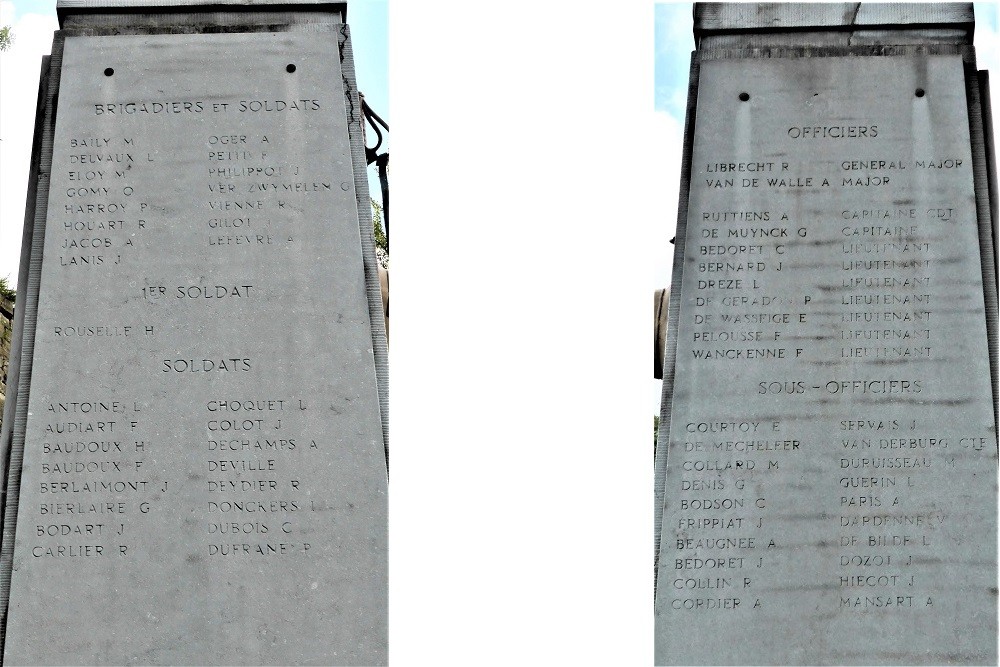 BRIGADIERS ET SOLDATS
BAILY M OGER A
DELVAUX L PETIT F
ELOY M PHILIPPOT J
GOMY O VER ZWYMELEN G
HARROY P VIENNE R
HOUART R GILOT
JACOB A LEFEVRE A
LANIS J
1ER SOLDAT
ROUSELLE H
SOLDATS
ANTOINE L CHOQUET L
AUDIART F COLOT J
BAUDOUX H DECHAMPS A
BAUDOUX F DEVILLE
BERLAIMONT J DEYDIER R
BIERLAIRE G DONCKERS L
BODART J DUBOIS C
CARLIER R DUFRANE P
OFFICIERS
LIBRECHT R GENERAL MAJOR
VAN DE WALLE A MAJOR
RUTTIENS A CAPITAINE CDT
DE MUYNCK G CAPITAINE
BEDORET C LIEUTENANT
BERNARD J LIEUTENANT
DREZE L LIEUTENANT
DE GERADON P LIEUTENANT
DE WASSEIGE E LIEUTENANT
PELOUSSE F LIEUTENANT
WANCKENNE F LIEUTENANT
SOUS-OFFICIERS
COURTOY E SERVAIS J
DE MECHELEER VAN DERBURG GTE
COLLARD M DURUISSEAU M
DENIS G GUERIN L
BODSON C PARIS A
FRIPPIAT J DARDENNE V
BEAUGNEE A DE BILDE L
BEDORET J DOZOT J
COLLIN R HIECOT J
CORDIER A MANSART A